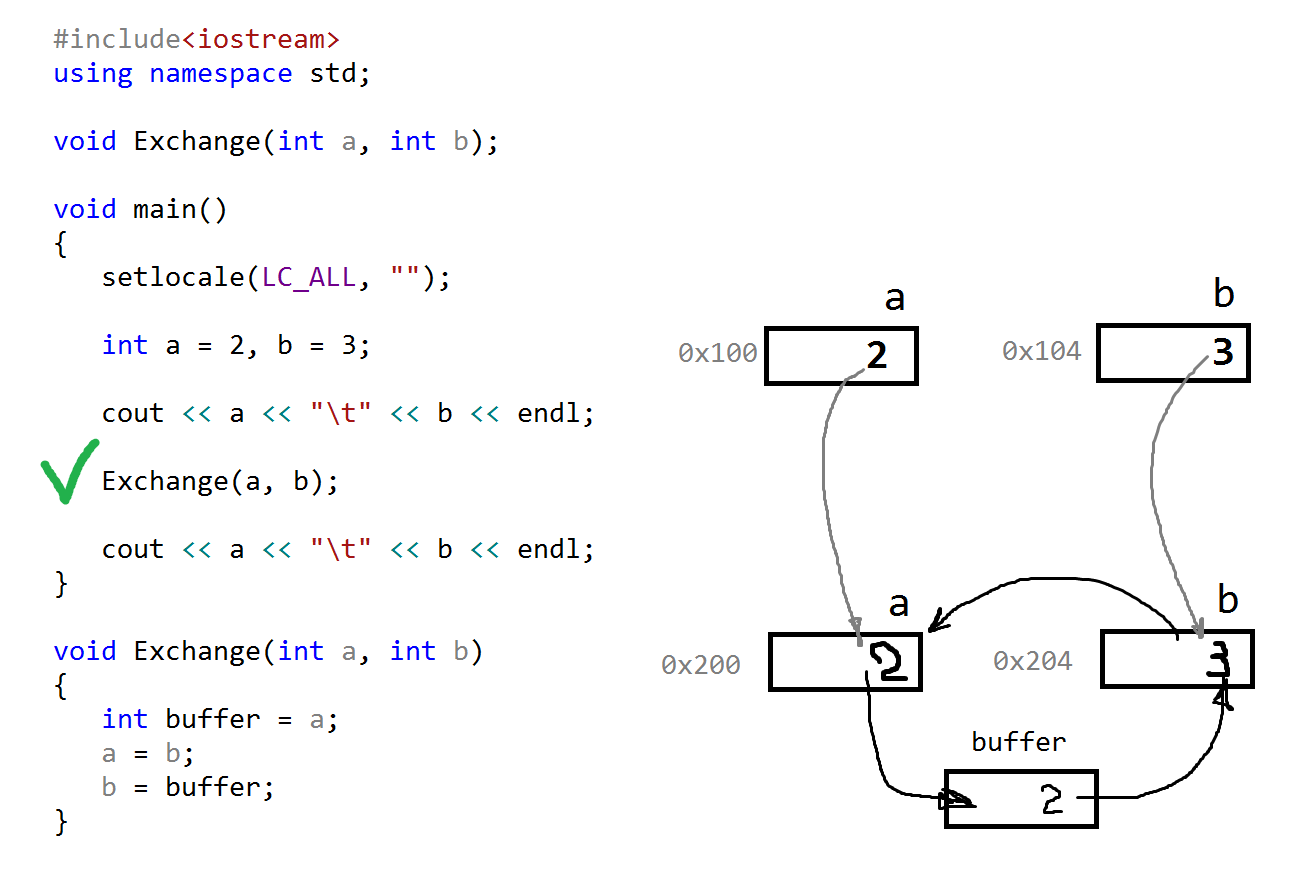 #include<iostream>
using namespace std;
void Exchange(int a, int b);
void main()
{
setlocale(LC_ALL, "");
int a = 2, b = 3;
cout << a << "\t" << b << endl;
Exchange(a, b);
cout << a << "\t" << b << endl;
}
void Exchange(int a, int b)
{
int buffer = a;
a = b;
b = buffer;
}
a
b
0x100
2
0x104
3
a
b
0x200
2
0x204
3
buffer
2